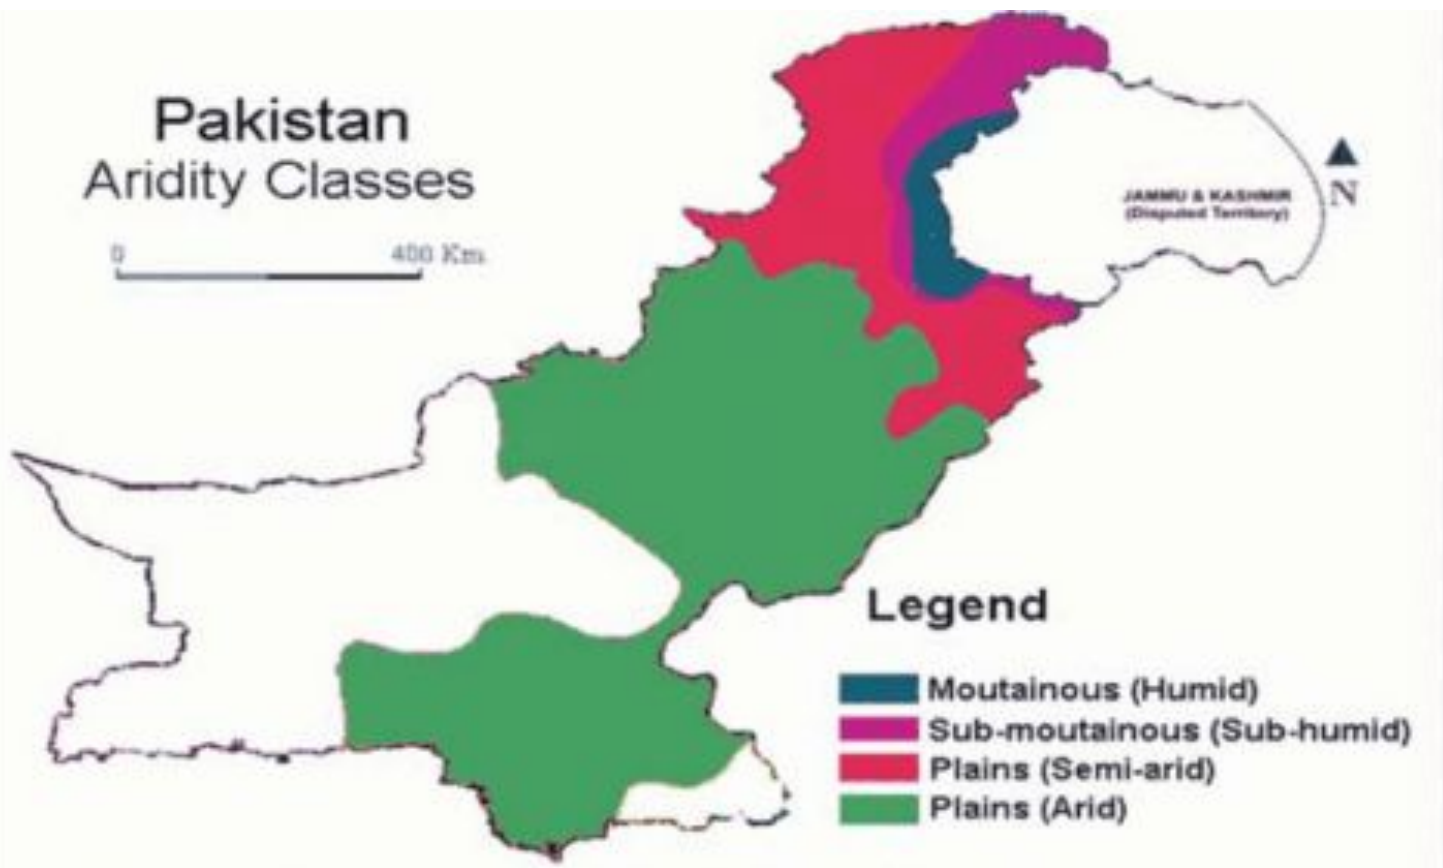 Pakistan
Aridity Classes
0 400 Km
JAMMU & KASHMIR
(Disputed Territory)
N
Legend
Moutainous (Humid)
Sub-moutainous (Sub-humid)
Plains (Semi-arid)
Plains (Arid)